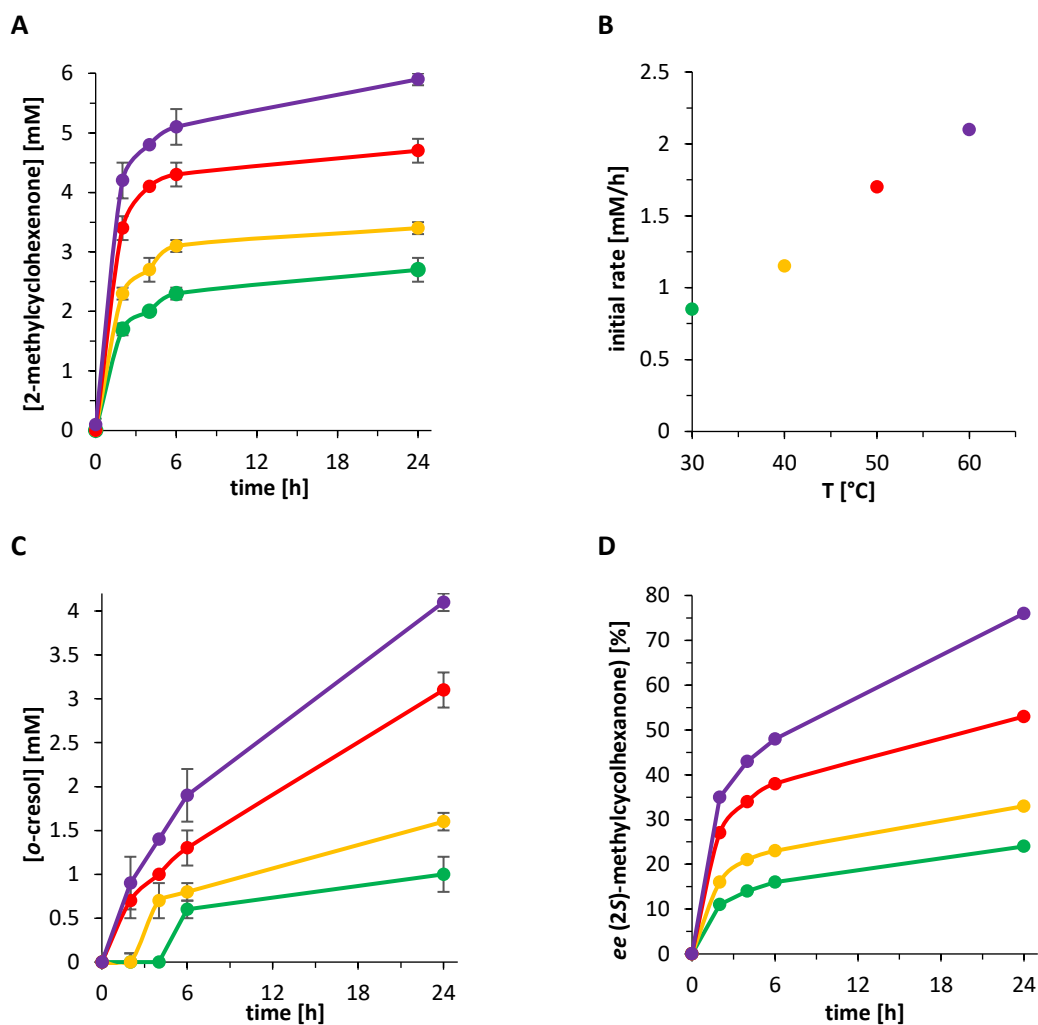 A
[2-methylcyclohexenone] [mM]
6
5
4
3
2
1
0
0 6 12 18 24
time [h]
B
initial rate [mM/h]
2.5
2
1.5
1
0.5
0
30 40 50 60
T [°C]
C
[o-cresol] [mM]
4
3.5
3
2.5
2
1.5
1
0.5
0
0 6 12 18 24
time [h]
D
ee (2S)-methylcycolhexanone) [%]
80
70
60
50
40
30
20
10
0
0 6 12 18 24
time [h]